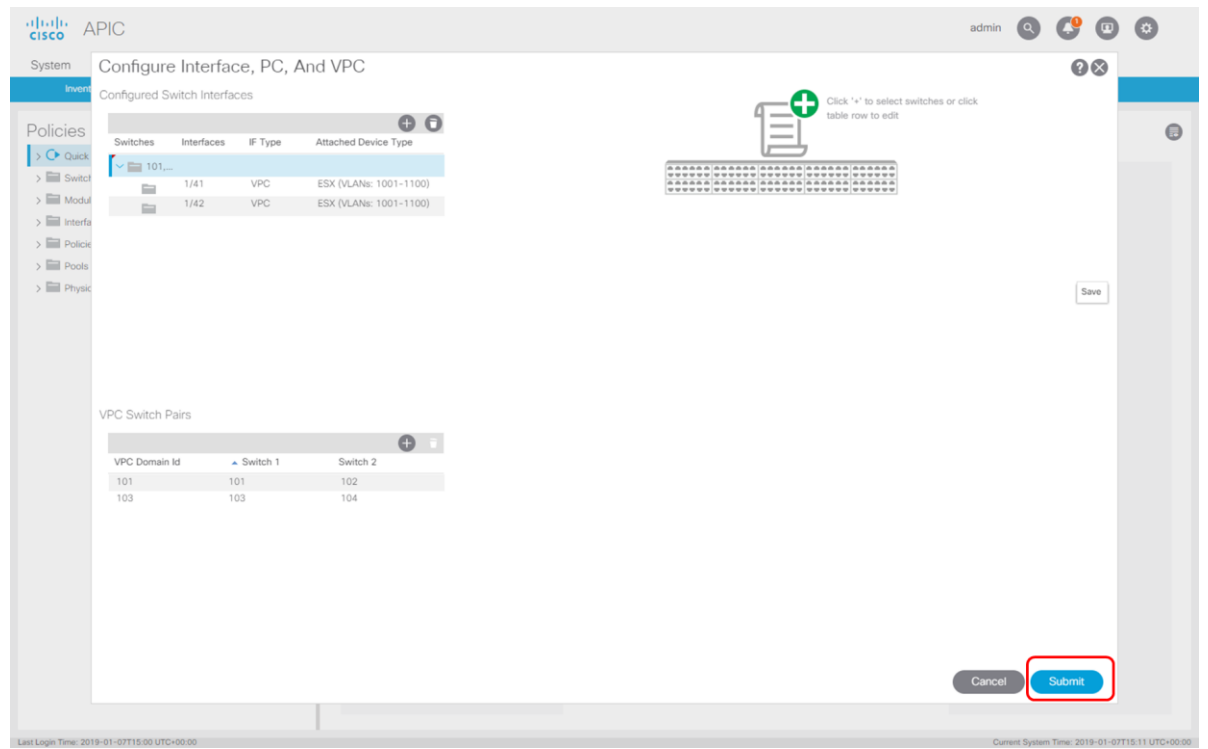 CISCO APIC
admin
1
System
Configure Interface, PC, And VPC
?
Invent
Configured Switch Interfaces
Click '+' to select switches or click
table row to edit
Policies
Switches Interfaces IF Type Attached Device Type
Quick
101,...
Switch
1/41 VPC ESX (VLANs: 1001-1100)
Modul
1/42 VPC ESX (VLANs: 1001-1100)
Interfa
Policie
Pools
Physic
Save
VPC Switch Pairs
VPC Domain Id Switch 1 Switch 2
101 101 102
103 103 104
Cancel Submit
Last Login Time: 2019-01-07T15:00 UTC+00:00
Current System Time: 2019-01-07T15:11 UTC+00:00